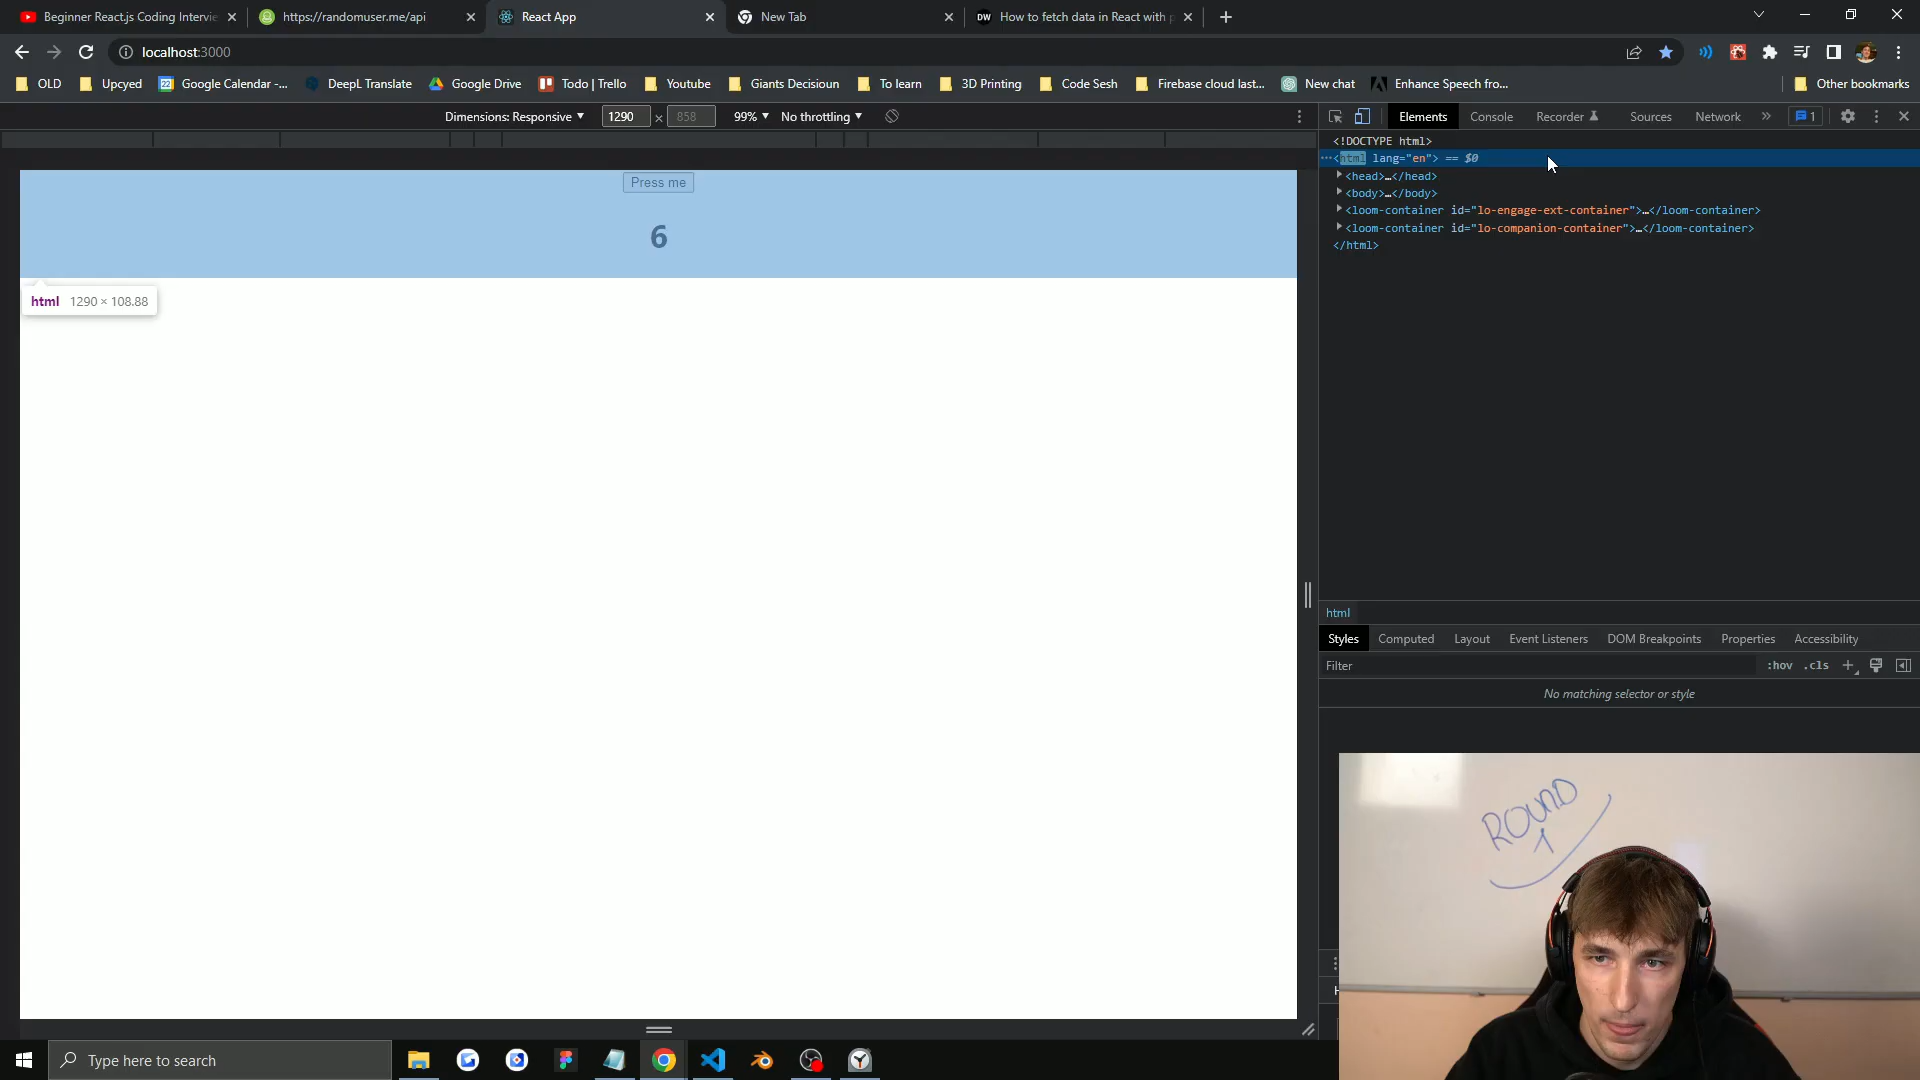 Beginner React.js Coding Intervie
https://randomuser.me/api
React App
New Tab
DW How to fetch data in React with
localhost:3000
OLD
Upcyed
Google Calendar -...
DeepL Translate
Google Drive
Todo | Trello
Youtube
Giants Decisioun
To learn
3D Printing
Code Sesh
Firebase cloud last...
New chat
Enhance Speech fro...
Other bookmarks
Dimensions: Responsive
1290 × 858
99%
No throttling
Elements
Console
Recorder
Sources
Network
1
<!DOCTYPE html>
<html lang="en"> == $0
<head>…</head>
<body>…</body>
<loom-container id="lo-engage-ext-container">…</loom-container>
<loom-container id="lo-companion-container">…</loom-container>
</html>
Press me
6
html 1290 × 108.88
html
Styles
Computed
Layout
Event Listeners
DOM Breakpoints
Properties
Accessibility
Filter
:hov .cls
No matching selector or style
ROUND
1
Type here to search